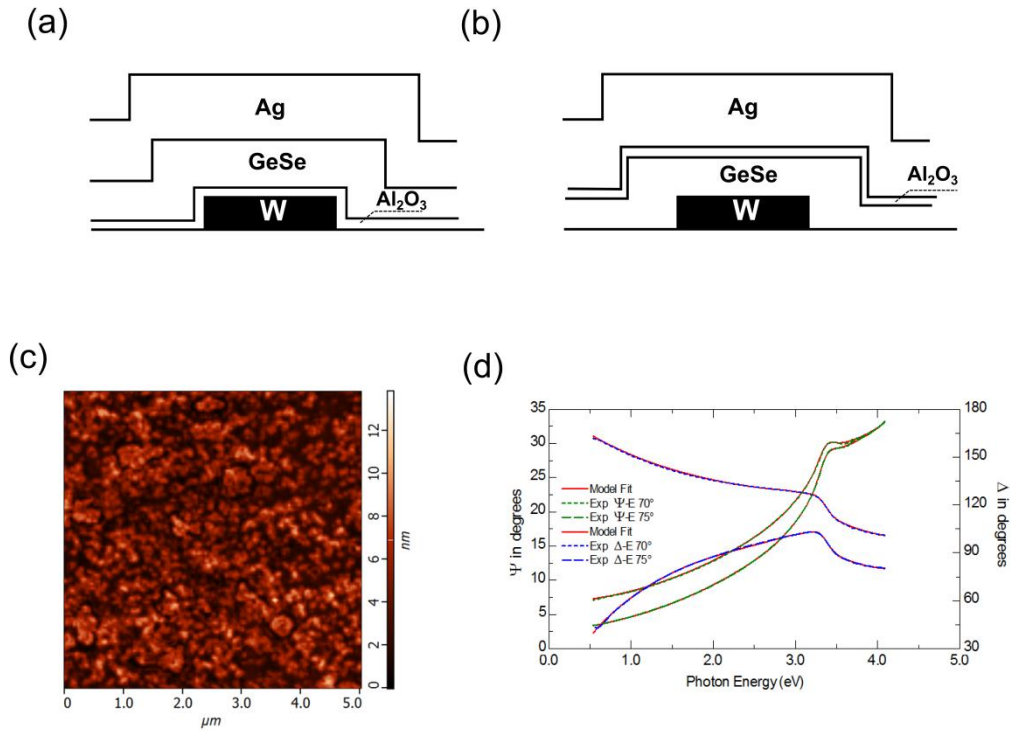 (a)
Ag
GeSe
Al₂O₃
W
(b)
Ag
GeSe
Al₂O₃
W
(c)
12
10
8
6
4
2
0
nm
0 1.0 2.0 3.0 4.0 5.0
μm
(d)
35
30
25
20
15
10
5
0
Ψ in degrees
Model Fit
Exp Ψ-E 70°
Exp Ψ-E 75°
Model Fit
Exp Δ-E 70°
Exp Δ-E 75°
180
150
120
90
60
30
Δ in degrees
0.0 1.0 2.0 3.0 4.0 5.0
Photon Energy (eV)